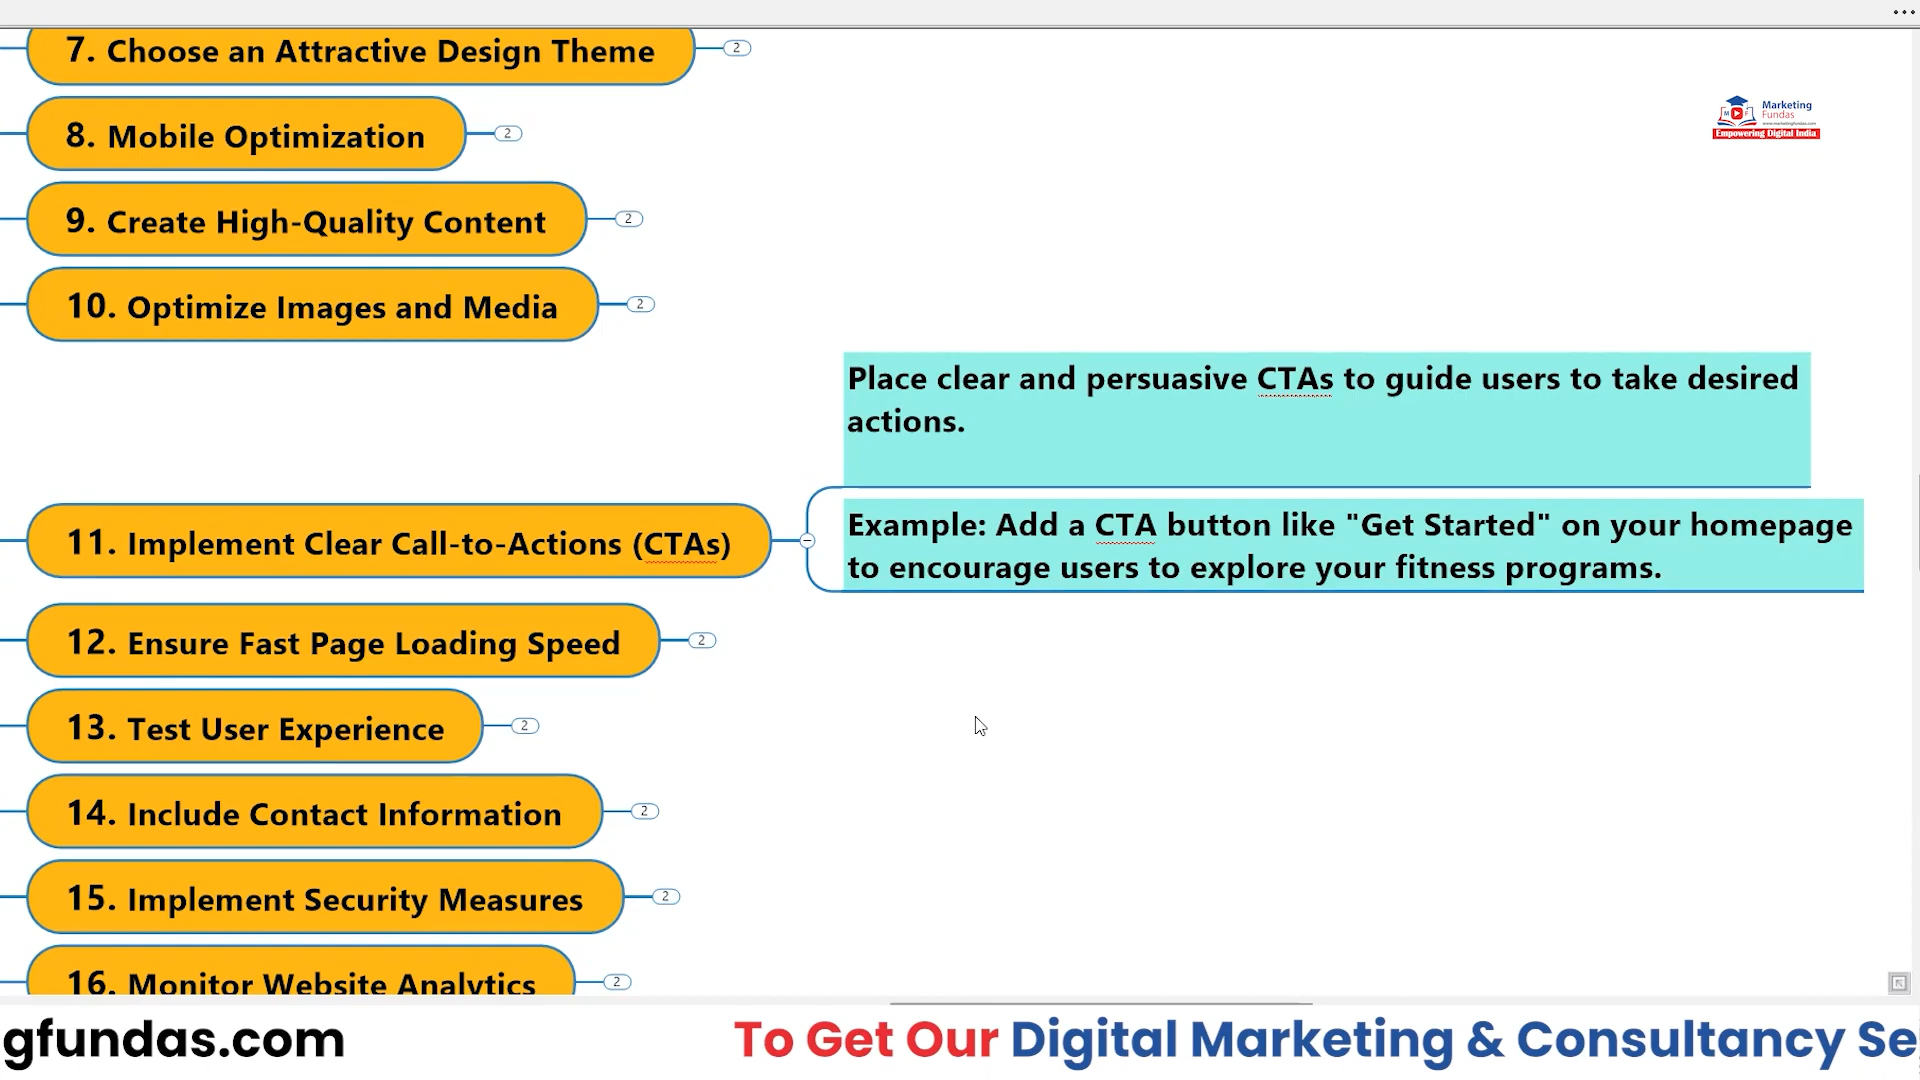 7. Choose an Attractive Design Theme
2
Marketing
Fundas
www.marketingfundas.com
Empowering Digital India
8. Mobile Optimization
2
9. Create High-Quality Content
2
10. Optimize Images and Media
2
Place clear and persuasive CTAs to guide users to take desired
actions.
11. Implement Clear Call-to-Actions (CTAs)
Example: Add a CTA button like "Get Started" on your homepage
to encourage users to explore your fitness programs.
12. Ensure Fast Page Loading Speed
2
13. Test User Experience
2
14. Include Contact Information
2
15. Implement Security Measures
2
16. Monitor Website Analytics
2
gfundas.com
To Get Our Digital Marketing & Consultancy Se